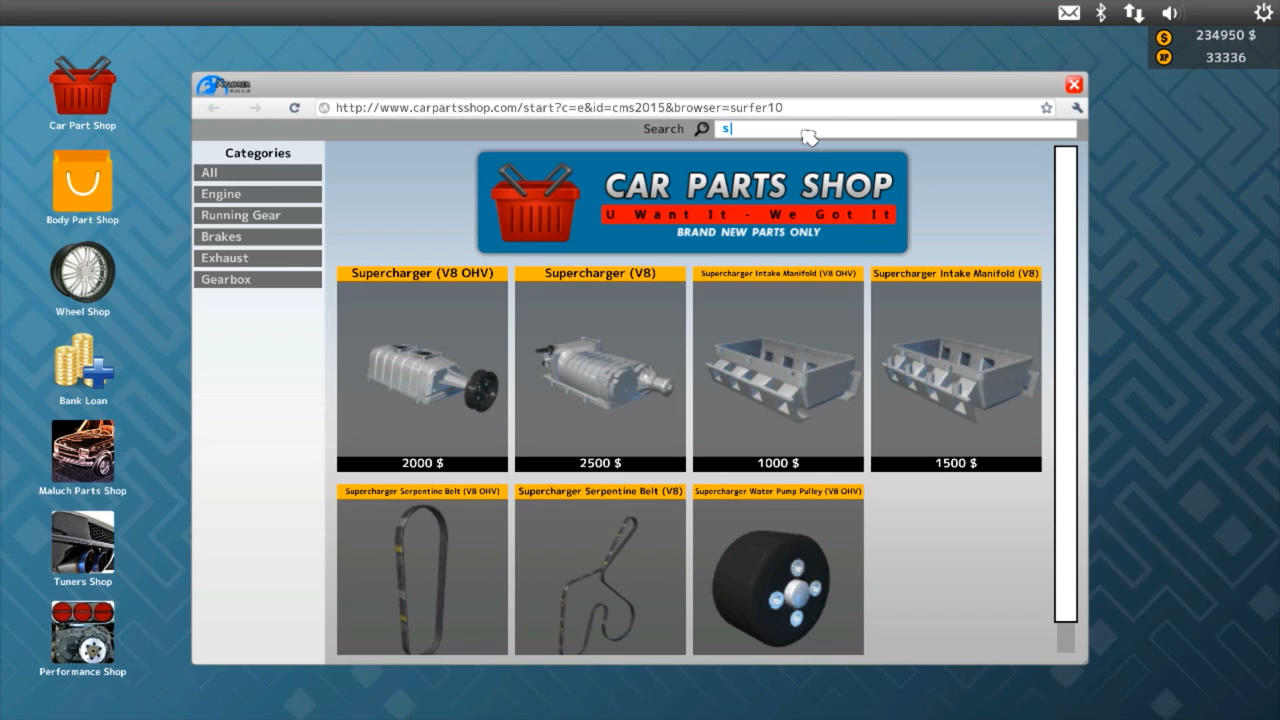 234950 $
33336
Car Part Shop
Body Part Shop
Wheel Shop
Bank Loan
Maluch Parts Shop
Tuners Shop
Performance Shop
http://www.carpartsshop.com/start?c=e&id=cms2015&browser=surfer10
Search s
Categories
All
Engine
Running Gear
Brakes
Exhaust
Gearbox
CAR PARTS SHOP
U Want It - We Got It
BRAND NEW PARTS ONLY
Supercharger (V8 OHV)
2000 $
Supercharger (V8)
2500 $
Supercharger Intake Manifold (V8 OHV)
1000 $
Supercharger Intake Manifold (V8)
1500 $
Supercharger Serpentine Belt (V8 OHV)
Supercharger Serpentine Belt (V8)
Supercharger Water Pump Pulley (V8 OHV)